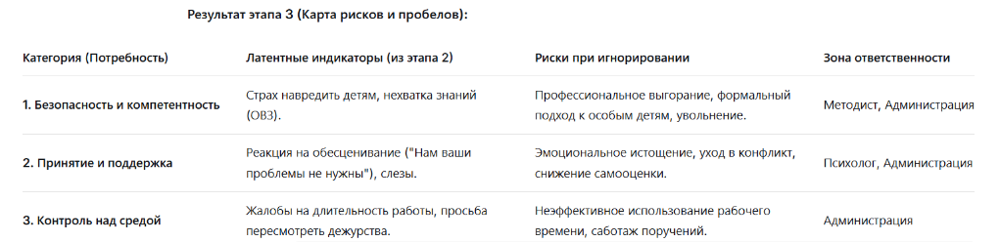 Результат этапа 3 (Карта рисков и пробелов):
Категория (Потребность) Латентные индикаторы (из этапа 2) Риски при игнорировании Зона ответственности
1. Безопасность и компетентность Страх навредить детям, нехватка знаний (ОВЗ). Профессиональное выгорание, формальный подход к особым детям, увольнение. Методист, Администрация
2. Принятие и поддержка Реакция на обесценивание ("Нам ваши проблемы не нужны"), слезы. Эмоциональное истощение, уход в конфликт, снижение самооценки. Психолог, Администрация
3. Контроль над средой Жалобы на длительность работы, просьба пересмотреть дежурства. Неэффективное использование рабочего времени, саботаж поручений. Администрация